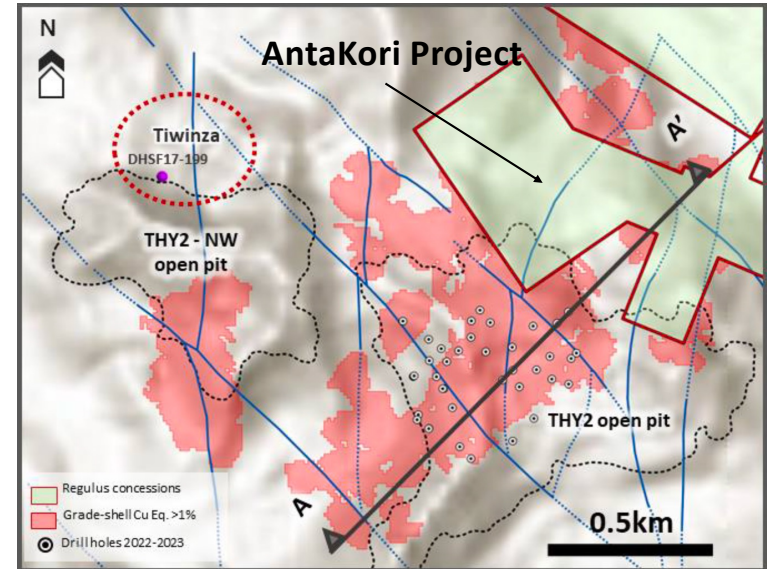 N
AntaKori Project
A'
Tiwinza
DHSF17-199
THY2 - NW
open pit
THY2 open pit
A
Regulus concessions
Grade-shell Cu Eq. >1%
Drill holes 2022-2023
0.5km